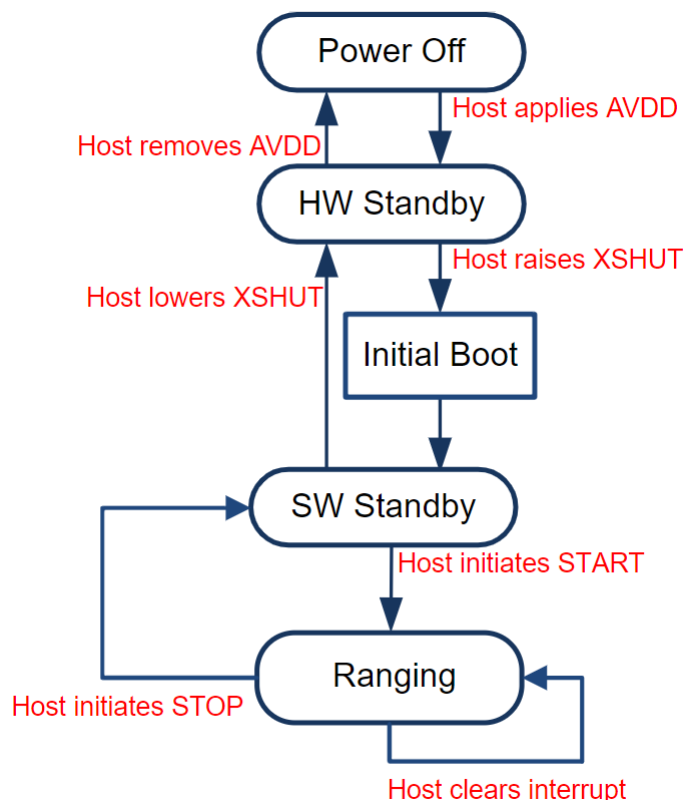 Power Off
Host applies AVDD
Host removes AVDD
HW Standby
Host raises XSHUT
Host lowers XSHUT
Initial Boot
SW Standby
Host initiates START
Ranging
Host initiates STOP
Host clears interrupt